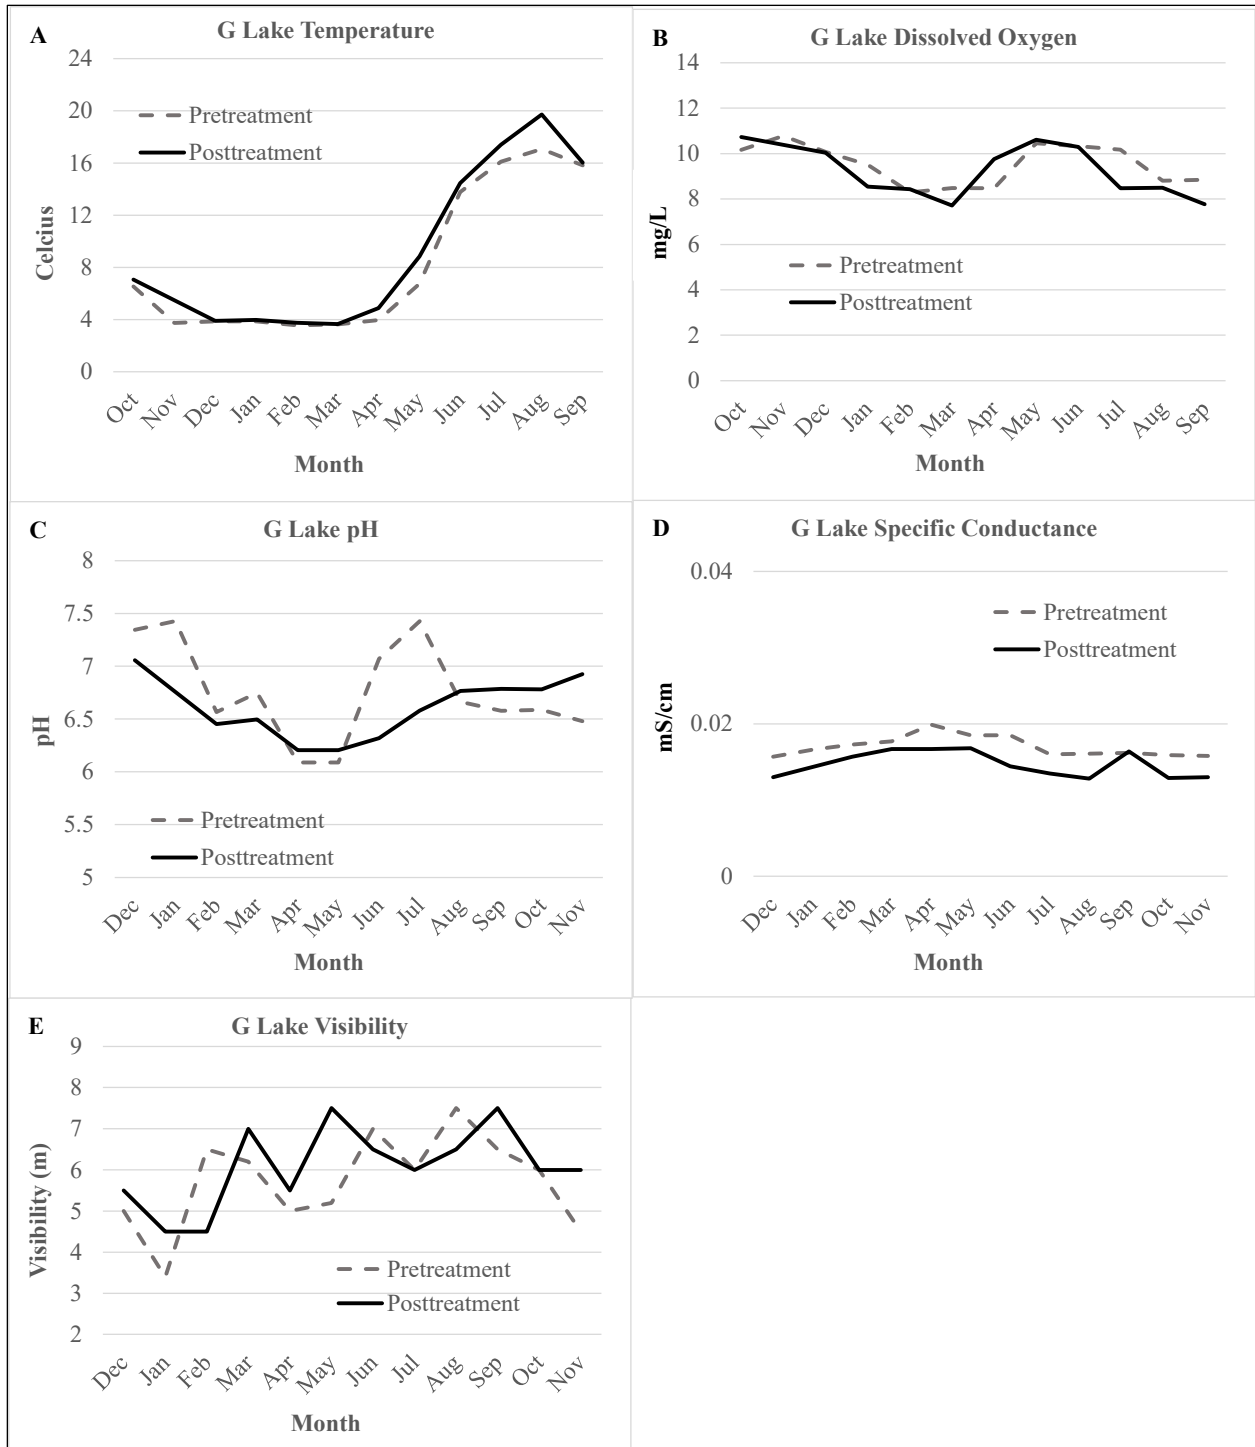 A
G Lake Temperature
24
20
16
12
8
4
0
Celcius
Pretreatment
Posttreatment
Oct Nov Dec Jan Feb Mar Apr May Jun Jul Aug Sep
Month
B
G Lake Dissolved Oxygen
14
12
10
8
6
4
2
0
mg/L
Pretreatment
Posttreatment
Oct Nov Dec Jan Feb Mar Apr May Jun Jul Aug Sep
Month
C
G Lake pH
8
7.5
7
6.5
6
5.5
5
pH
Pretreatment
Posttreatment
Dec Jan Feb Mar Apr May Jun Jul Aug Sep Oct Nov
Month
D
G Lake Specific Conductance
0.04
0.02
0
mS/cm
Pretreatment
Posttreatment
Dec Jan Feb Mar Apr May Jun Jul Aug Sep Oct Nov
Month
E
G Lake Visibility
9
8
7
6
5
4
3
2
Visibility (m)
Pretreatment
Posttreatment
Dec Jan Feb Mar Apr May Jun Jul Aug Sep Oct Nov
Month